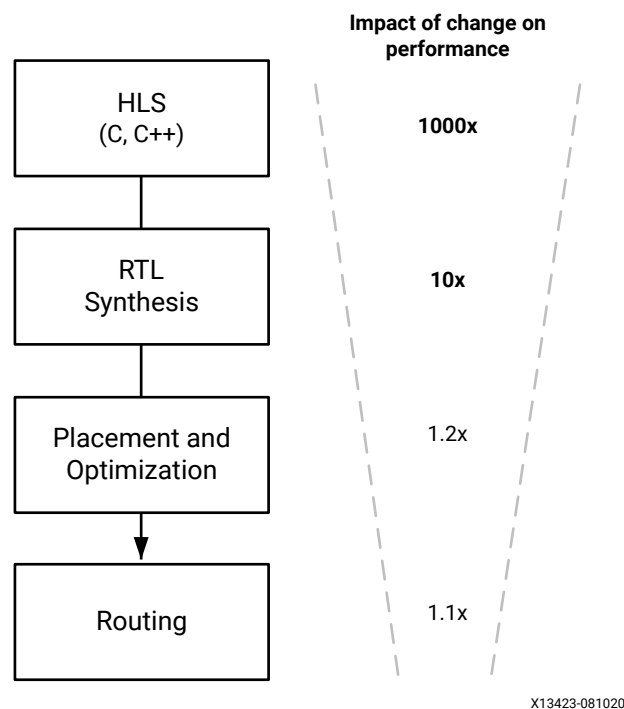 Impact of change on
performance
HLS
(C, C++)
1000x
RTL
Synthesis
10x
Placement and
Optimization
1.2x
Routing
1.1x
X13423-081020